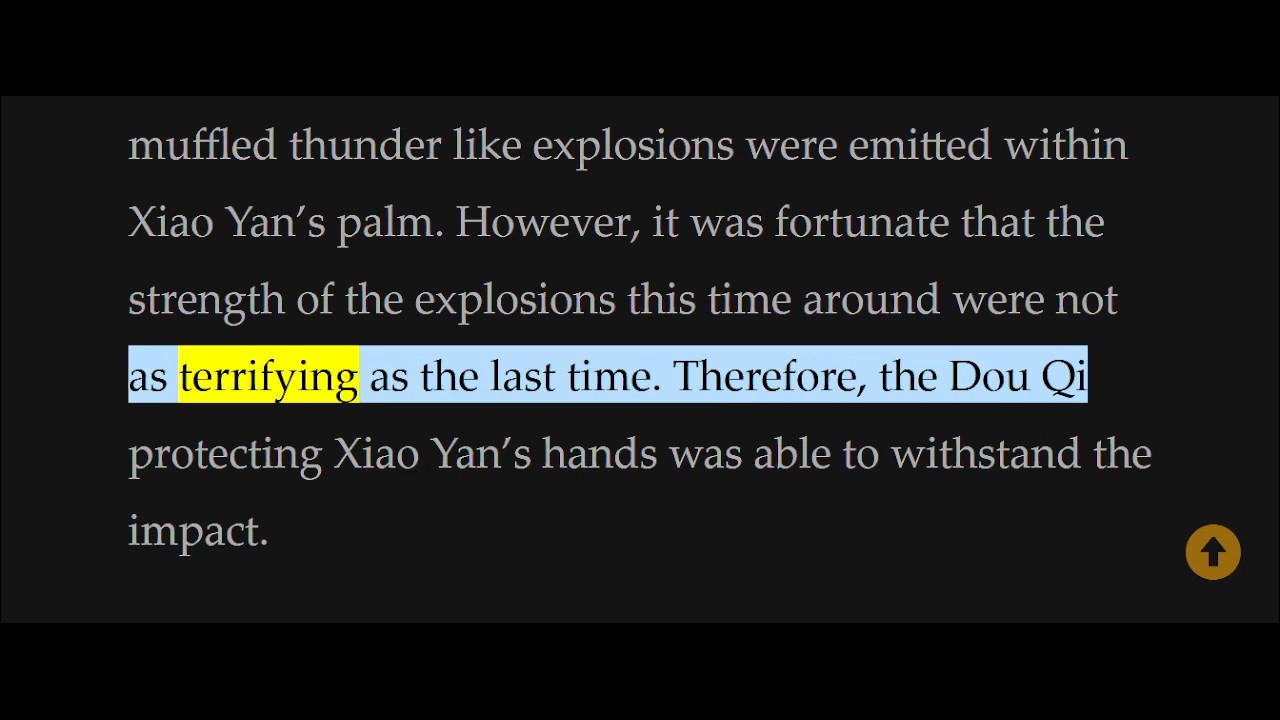 muffled thunder like explosions were emitted within
Xiao Yan’s palm. However, it was fortunate that the
strength of the explosions this time around were not
as terrifying as the last time. Therefore, the Dou Qi
protecting Xiao Yan’s hands was able to withstand the
impact.